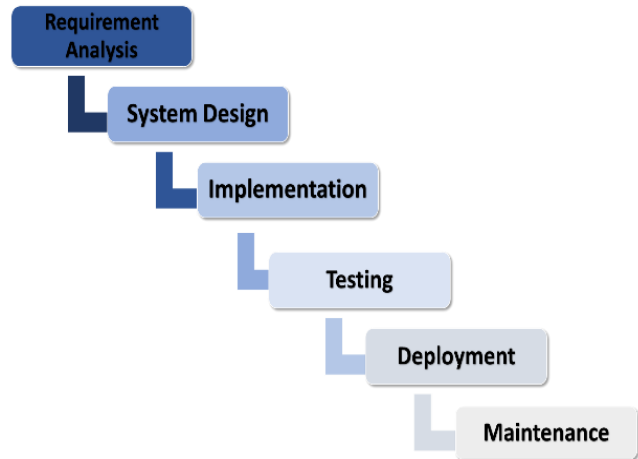 Requirement
Analysis
System Design
Implementation
Testing
Deployment
Maintenance